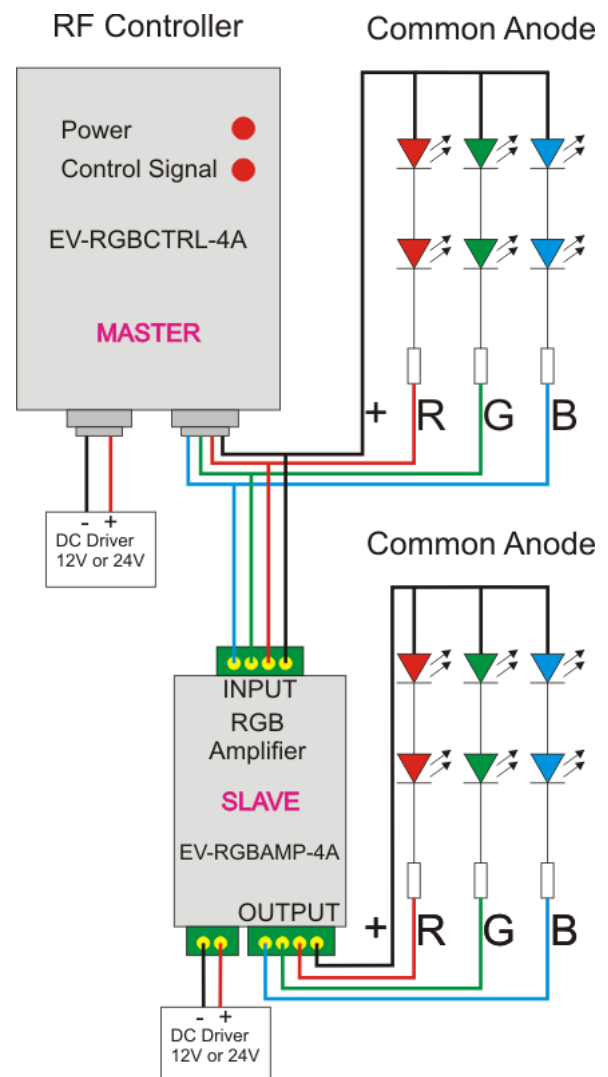 RF Controller
Common Anode
Power
Control Signal
EV-RGBCTRL-4A
MASTER
+ R G B
- +
DC Driver
12V or 24V
Common Anode
INPUT
RGB
Amplifier
SLAVE
EV-RGBAMP-4A
OUTPUT
+ R G B
- +
DC Driver
12V or 24V